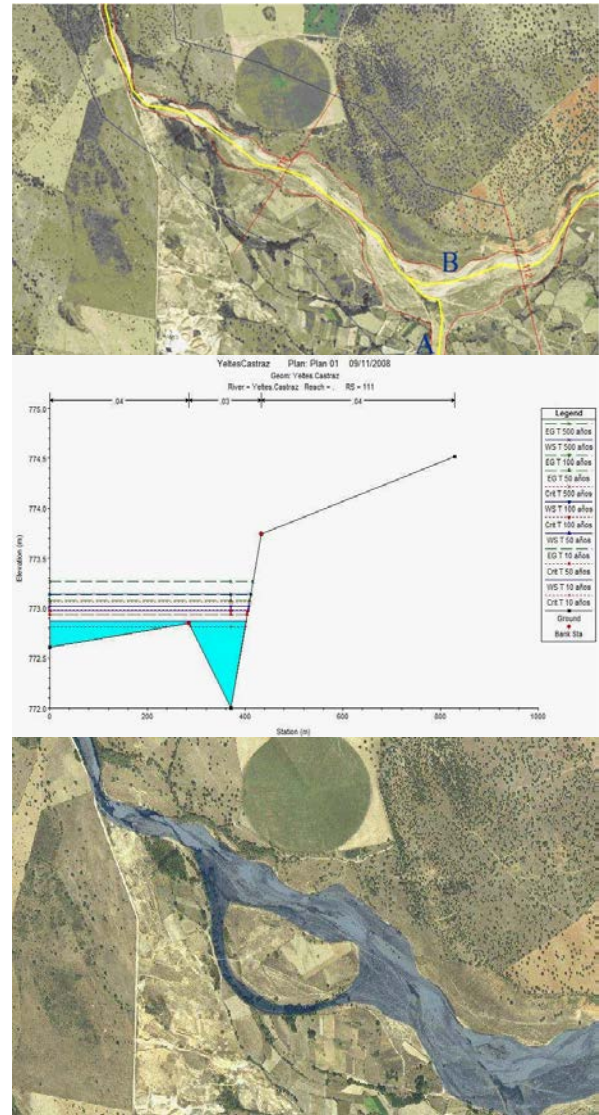 B
A
YeltesCastraz Plan: Plan 01 09/11/2008
Geom: Yeltes.Castraz
River = Yeltes.Castraz Reach = . RS = 111
.04 .03 .04
775.0
774.5
774.0
773.5
773.0
772.5
772.0
Elevation (m)
0 200 400 600 800 1000
Station (m)
Legend
EG T 500 años
WS T 500 años
EG T 100 años
EG T 50 años
Crit T 500 años
WS T 100 años
Crit T 100 años
WS T 50 años
EG T 10 años
Crit T 50 años
WS T 10 años
Crit T 10 años
Ground
Bank Sta